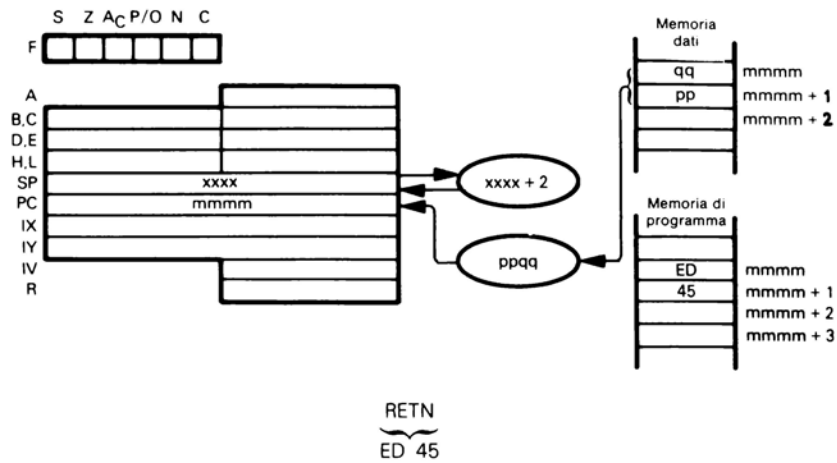 S Z AC P/O N C
F
A
B,C
D,E
H,L
SP xxxx
PC mmmm
IX
IY
IV
R
xxxx + 2
ppqq
Memoria
dati
qq mmmm
pp mmmm + 1
mmmm + 2
Memoria di
programma
ED mmmm
45 mmmm + 1
mmmm + 2
mmmm + 3
RETN
ED 45